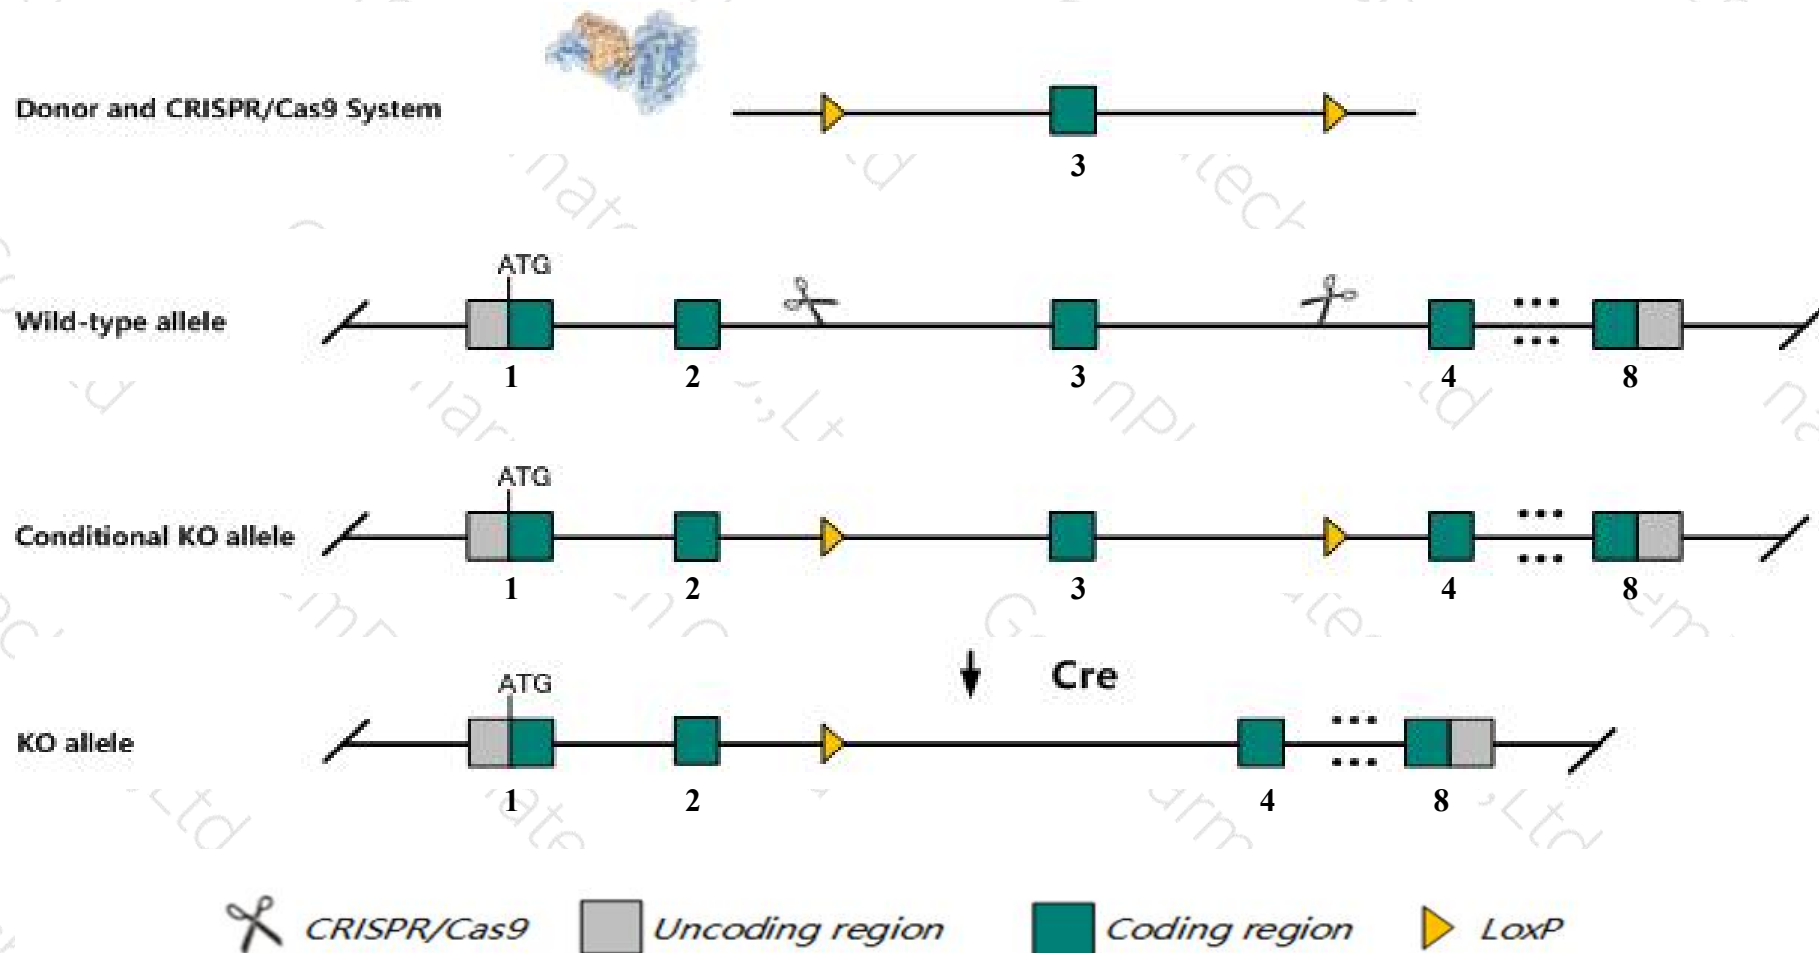 Donor and CRISPR/Cas9 System
3
ATG
Wild-type allele
1 2 3 4 8
ATG
Conditional KO allele
1 2 3 4 8
Cre
ATG
KO allele
1 2 4 8
CRISPR/Cas9 Uncoding region Coding region LoxP